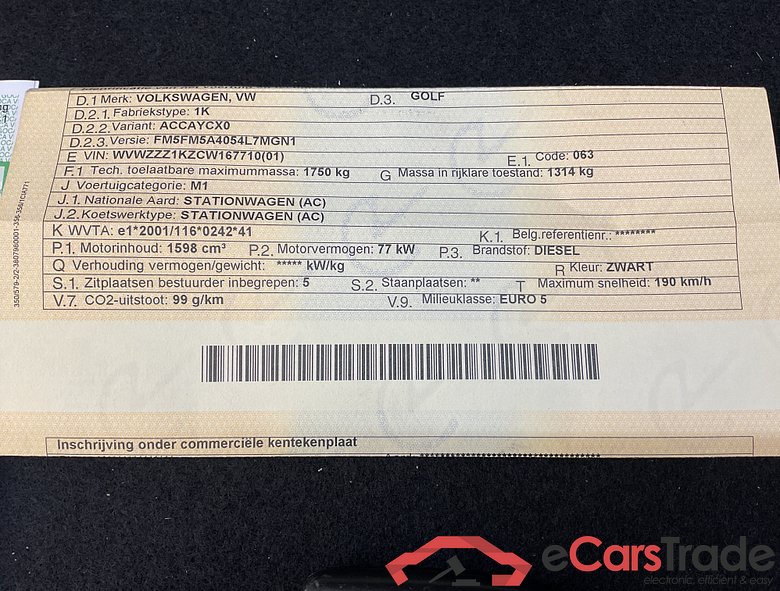 D.1 Merk: VOLKSWAGEN, VW D.3. GOLF
D.2.1. Fabriekstype: 1K
D.2.2. Variant: ACCAYCX0
D.2.3. Versie: FM5FM5A4054L7MGN1
E VIN: WVWZZZ1KZCW167710(01) E.1. Code: 063
F.1 Tech. toelaatbare maximummassa: 1750 kg G Massa in rijklare toestand: 1314 kg
J Voertuigcategorie: M1
J.1. Nationale Aard: STATIONWAGEN (AC)
J.2. Koetswerktype: STATIONWAGEN (AC)
K WVTA: e1*2001/116*0242*41 K.1. Belg.referentienr.: ********
P.1. Motorinhoud: 1598 cm³ P.2. Motorvermogen: 77 kW P.3. Brandstof: DIESEL
Q Verhouding vermogen/gewicht: ***** kW/kg R Kleur: ZWART
S.1. Zitplaatsen bestuurder inbegrepen: 5 S.2. Staanplaatsen: ** T Maximum snelheid: 190 km/h
V.7. CO2-uitstoot: 99 g/km V.9. Milieuklasse: EURO 5
Inschrijving onder commerciële kentekenplaat
eCarsTrade
electronic, efficient & easy